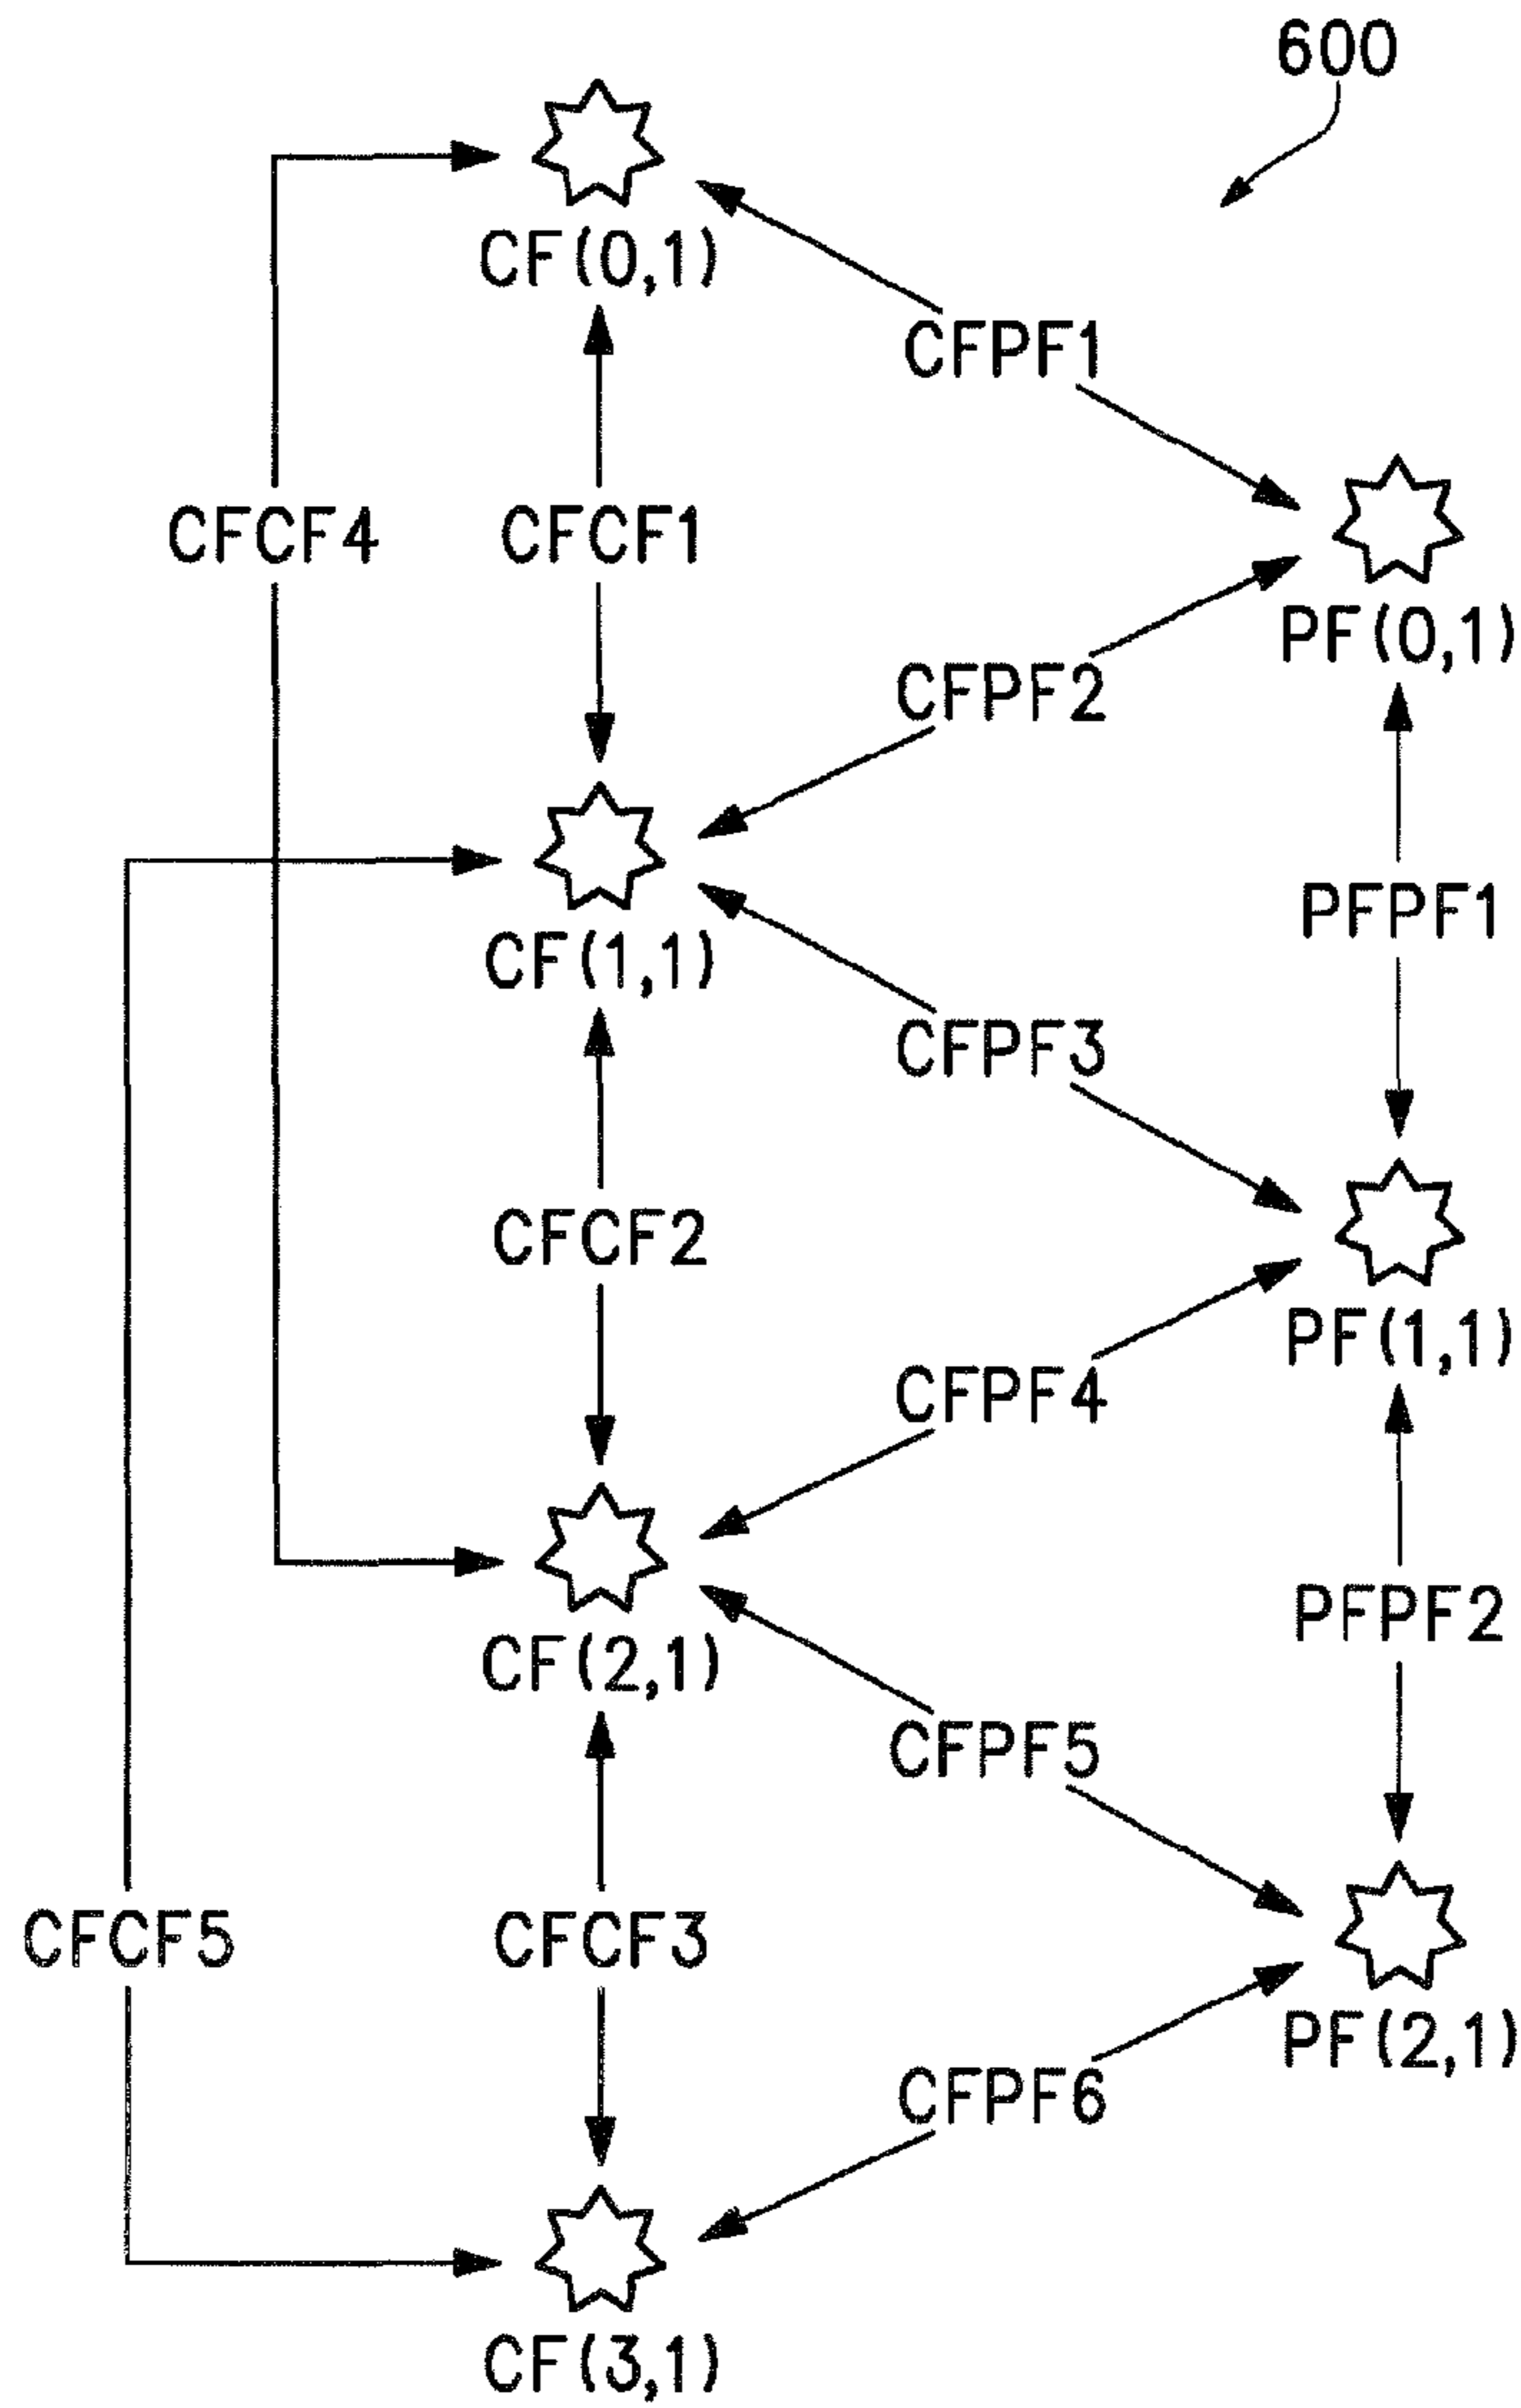 600
CF(0,1)
CFPF1
CFCF4
CFCF1
PF(0,1)
CFPF2
PFPF1
CF(1,1)
CFPF3
CFCF2
PF(1,1)
CFPF4
PFPF2
CF(2,1)
CFPF5
CFCF5
CFCF3
PF(2,1)
CFPF6
CF(3,1)